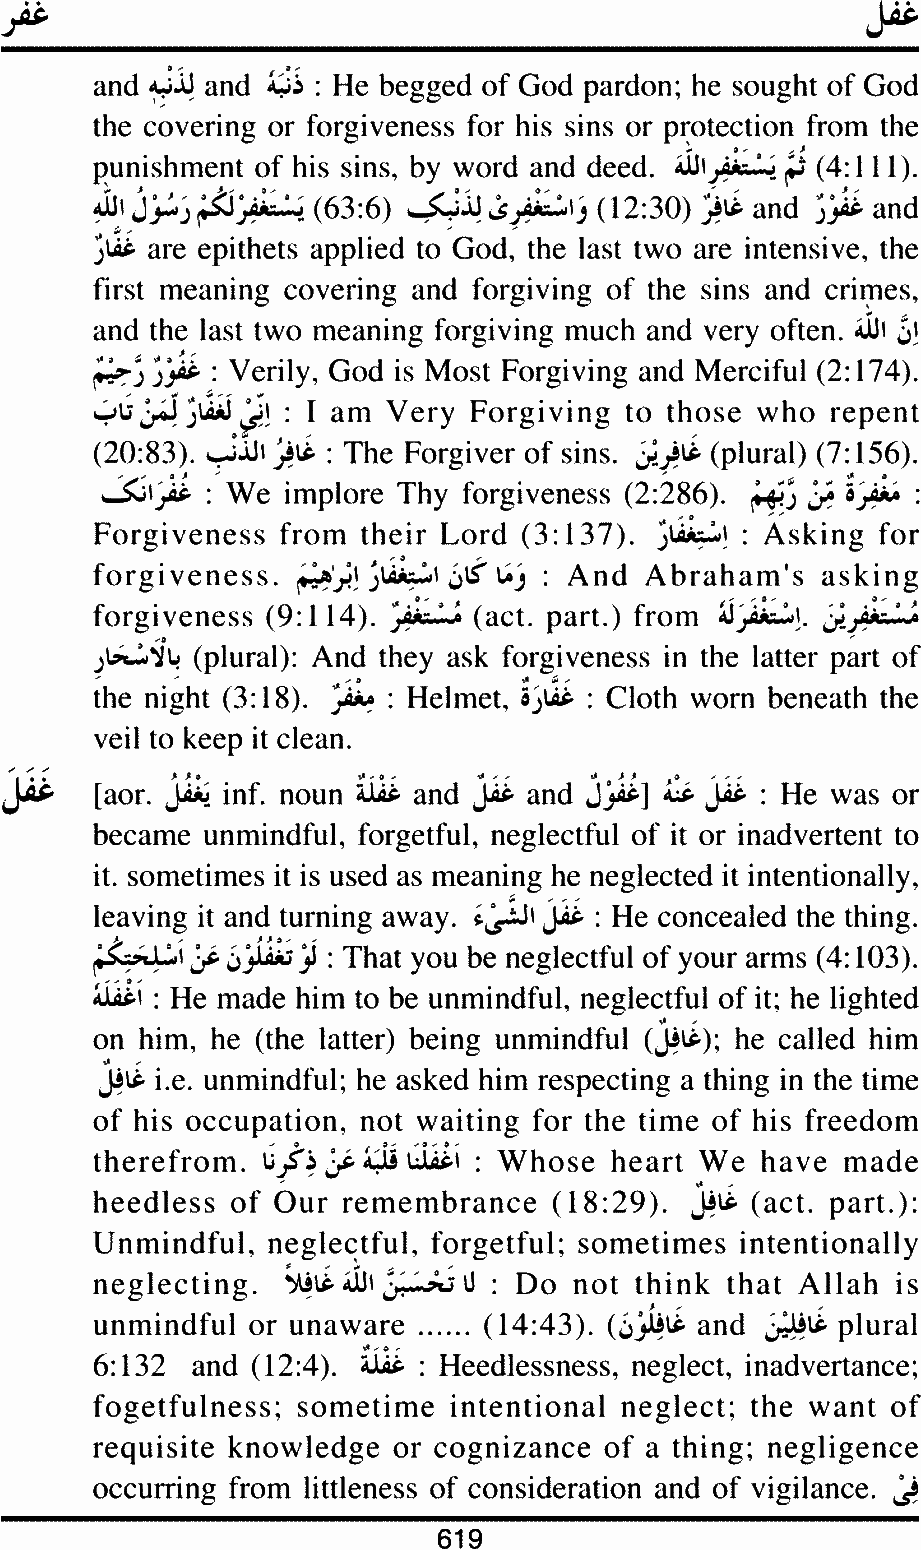 غفر غفل
and لِذَنْبِهٖ and ذَنْبَهٗ : He begged of God pardon; he sought of God
the covering or forgiveness for his sins or protection from the
punishment of his sins, by word and deed. ثُمَّ يَسْتَغْفِرِ اللّٰهَ (4:111).
يَسْتَغْفِرْلَكُمْ رَسُوْلُ اللّٰهِ (63:6) وَاسْتَغْفِرِىْ لِذَنْبِكِ (12:30) غَافِرٌ and غَفُوْرٌ and
غَفَّارٌ are epithets applied to God, the last two are intensive, the
first meaning covering and forgiving of the sins and crimes,
and the last two meaning forgiving much and very often. اِنَّ اللّٰهَ
غَفُوْرٌ رَّحِيْمٌ : Verily, God is Most Forgiving and Merciful (2:174).
اِنِّىْ لَغَفَّارٌ لِّمَنْ تَابَ : I am Very Forgiving to those who repent
(20:83). غَافِرُ الذَّنْبِ : The Forgiver of sins. غَافِرِيْنَ (plural) (7:156).
غُفْرَانَكَ : We implore Thy forgiveness (2:286). مَغْفِرَةٌ مِّنْ رَّبِّهِمْ :
Forgiveness from their Lord (3:137). اِسْتِغْفَارٌ : Asking for
forgiveness. وَمَا كَانَ اسْتِغْفَارُ اِبْرٰهِيْمَ : And Abraham's asking
forgiveness (9:114). مُسْتَغْفِرٌ (act. part.) from اِسْتَغْفَرَلَهٗ. مُسْتَغْفِرِيْنَ
بِالْاَسْحَارِ (plural): And they ask forgiveness in the latter part of
the night (3:18). مِغْفَرٌ : Helmet, غِفَارَةٌ : Cloth worn beneath the
veil to keep it clean.
غَفَلَ [aor. يَغْفُلُ inf. noun غَفْلَةٌ and غَفَلٌ and غُفُوْلٌ] غَفَلَ عَنْهُ : He was or
became unmindful, forgetful, neglectful of it or inadvertent to
it. sometimes it is used as meaning he neglected it intentionally,
leaving it and turning away. غَفَلَ الشَّىْءَ : He concealed the thing.
لَوْ تَغْفُلُوْنَ عَنْ اَسْلِحَتِكُمْ : That you be neglectful of your arms (4:103).
اَغْفَلَهٗ : He made him to be unmindful, neglectful of it; he lighted
on him, he (the latter) being unmindful (غَافِلٌ); he called him
غَافِلٌ i.e. unmindful; he asked him respecting a thing in the time
of his occupation, not waiting for the time of his freedom
therefrom. اَغْفَلْنَا قَلْبَهٗ عَنْ ذِكْرِنَا : Whose heart We have made
heedless of Our remembrance (18:29). غَافِلٌ (act. part.):
Unmindful, neglectful, forgetful; sometimes intentionally
neglecting. لَا تَحْسَبَنَّ اللّٰهَ غَافِلًا : Do not think that Allah is
unmindful or unaware ...... (14:43). (غَافِلُوْنَ and غَافِلِيْنَ plural
6:132 and (12:4). غَفْلَةٌ : Heedlessness, neglect, inadvertance;
fogetfulness; sometime intentional neglect; the want of
requisite knowledge or cognizance of a thing; negligence
occurring from littleness of consideration and of vigilance. فِىْ
619